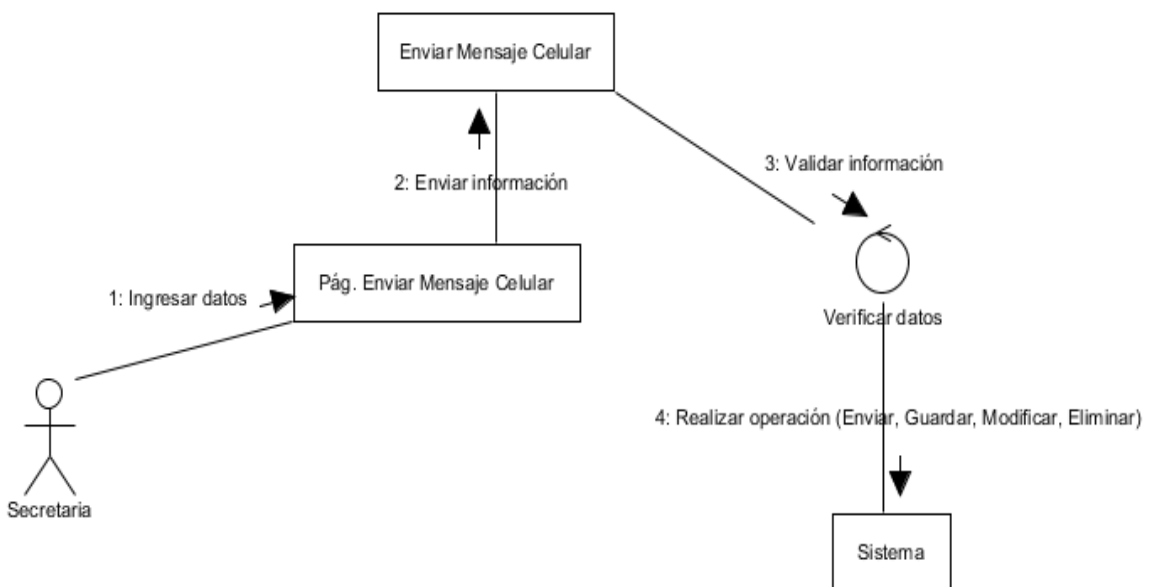 Enviar Mensaje Celular
3: Validar información
2: Enviar información
Pág. Enviar Mensaje Celular
1: Ingresar datos
Verificar datos
4: Realizar operación (Enviar, Guardar, Modificar, Eliminar)
Secretaria
Sistema